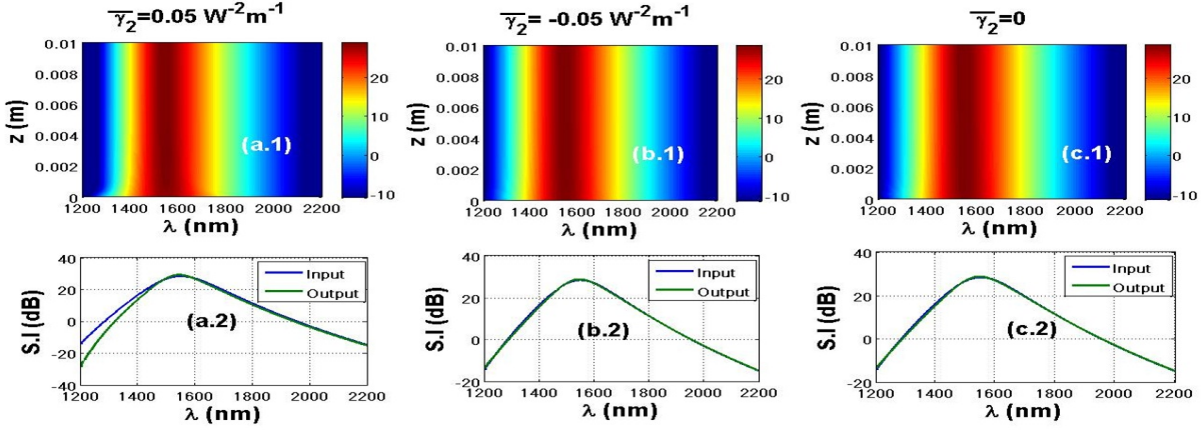 γ̅₂=0.05 W⁻²m⁻¹
γ̅₂= -0.05 W⁻²m⁻¹
γ̅₂=0
z (m)
0.01
0.008
0.006
0.004
0.002
0
1200 1400 1600 1800 2000 2200
λ (nm)
(a.1)
20
10
0
-10
z (m)
0.01
0.008
0.006
0.004
0.002
0
1200 1400 1600 1800 2000 2200
λ (nm)
(b.1)
20
10
0
-10
z (m)
0.01
0.008
0.006
0.004
0.002
0
1200 1400 1600 1800 2000 2200
λ (nm)
(c.1)
20
10
0
-10
S.I (dB)
40
20
0
-20
-40
1200 1400 1600 1800 2000 2200
λ (nm)
Input
Output
(a.2)
S.I (dB)
40
20
0
-20
1200 1400 1600 1800 2000 2200
λ (nm)
Input
Output
(b.2)
S.I (dB)
40
20
0
-20
1200 1400 1600 1800 2000 2200
λ (nm)
Input
Output
(c.2)